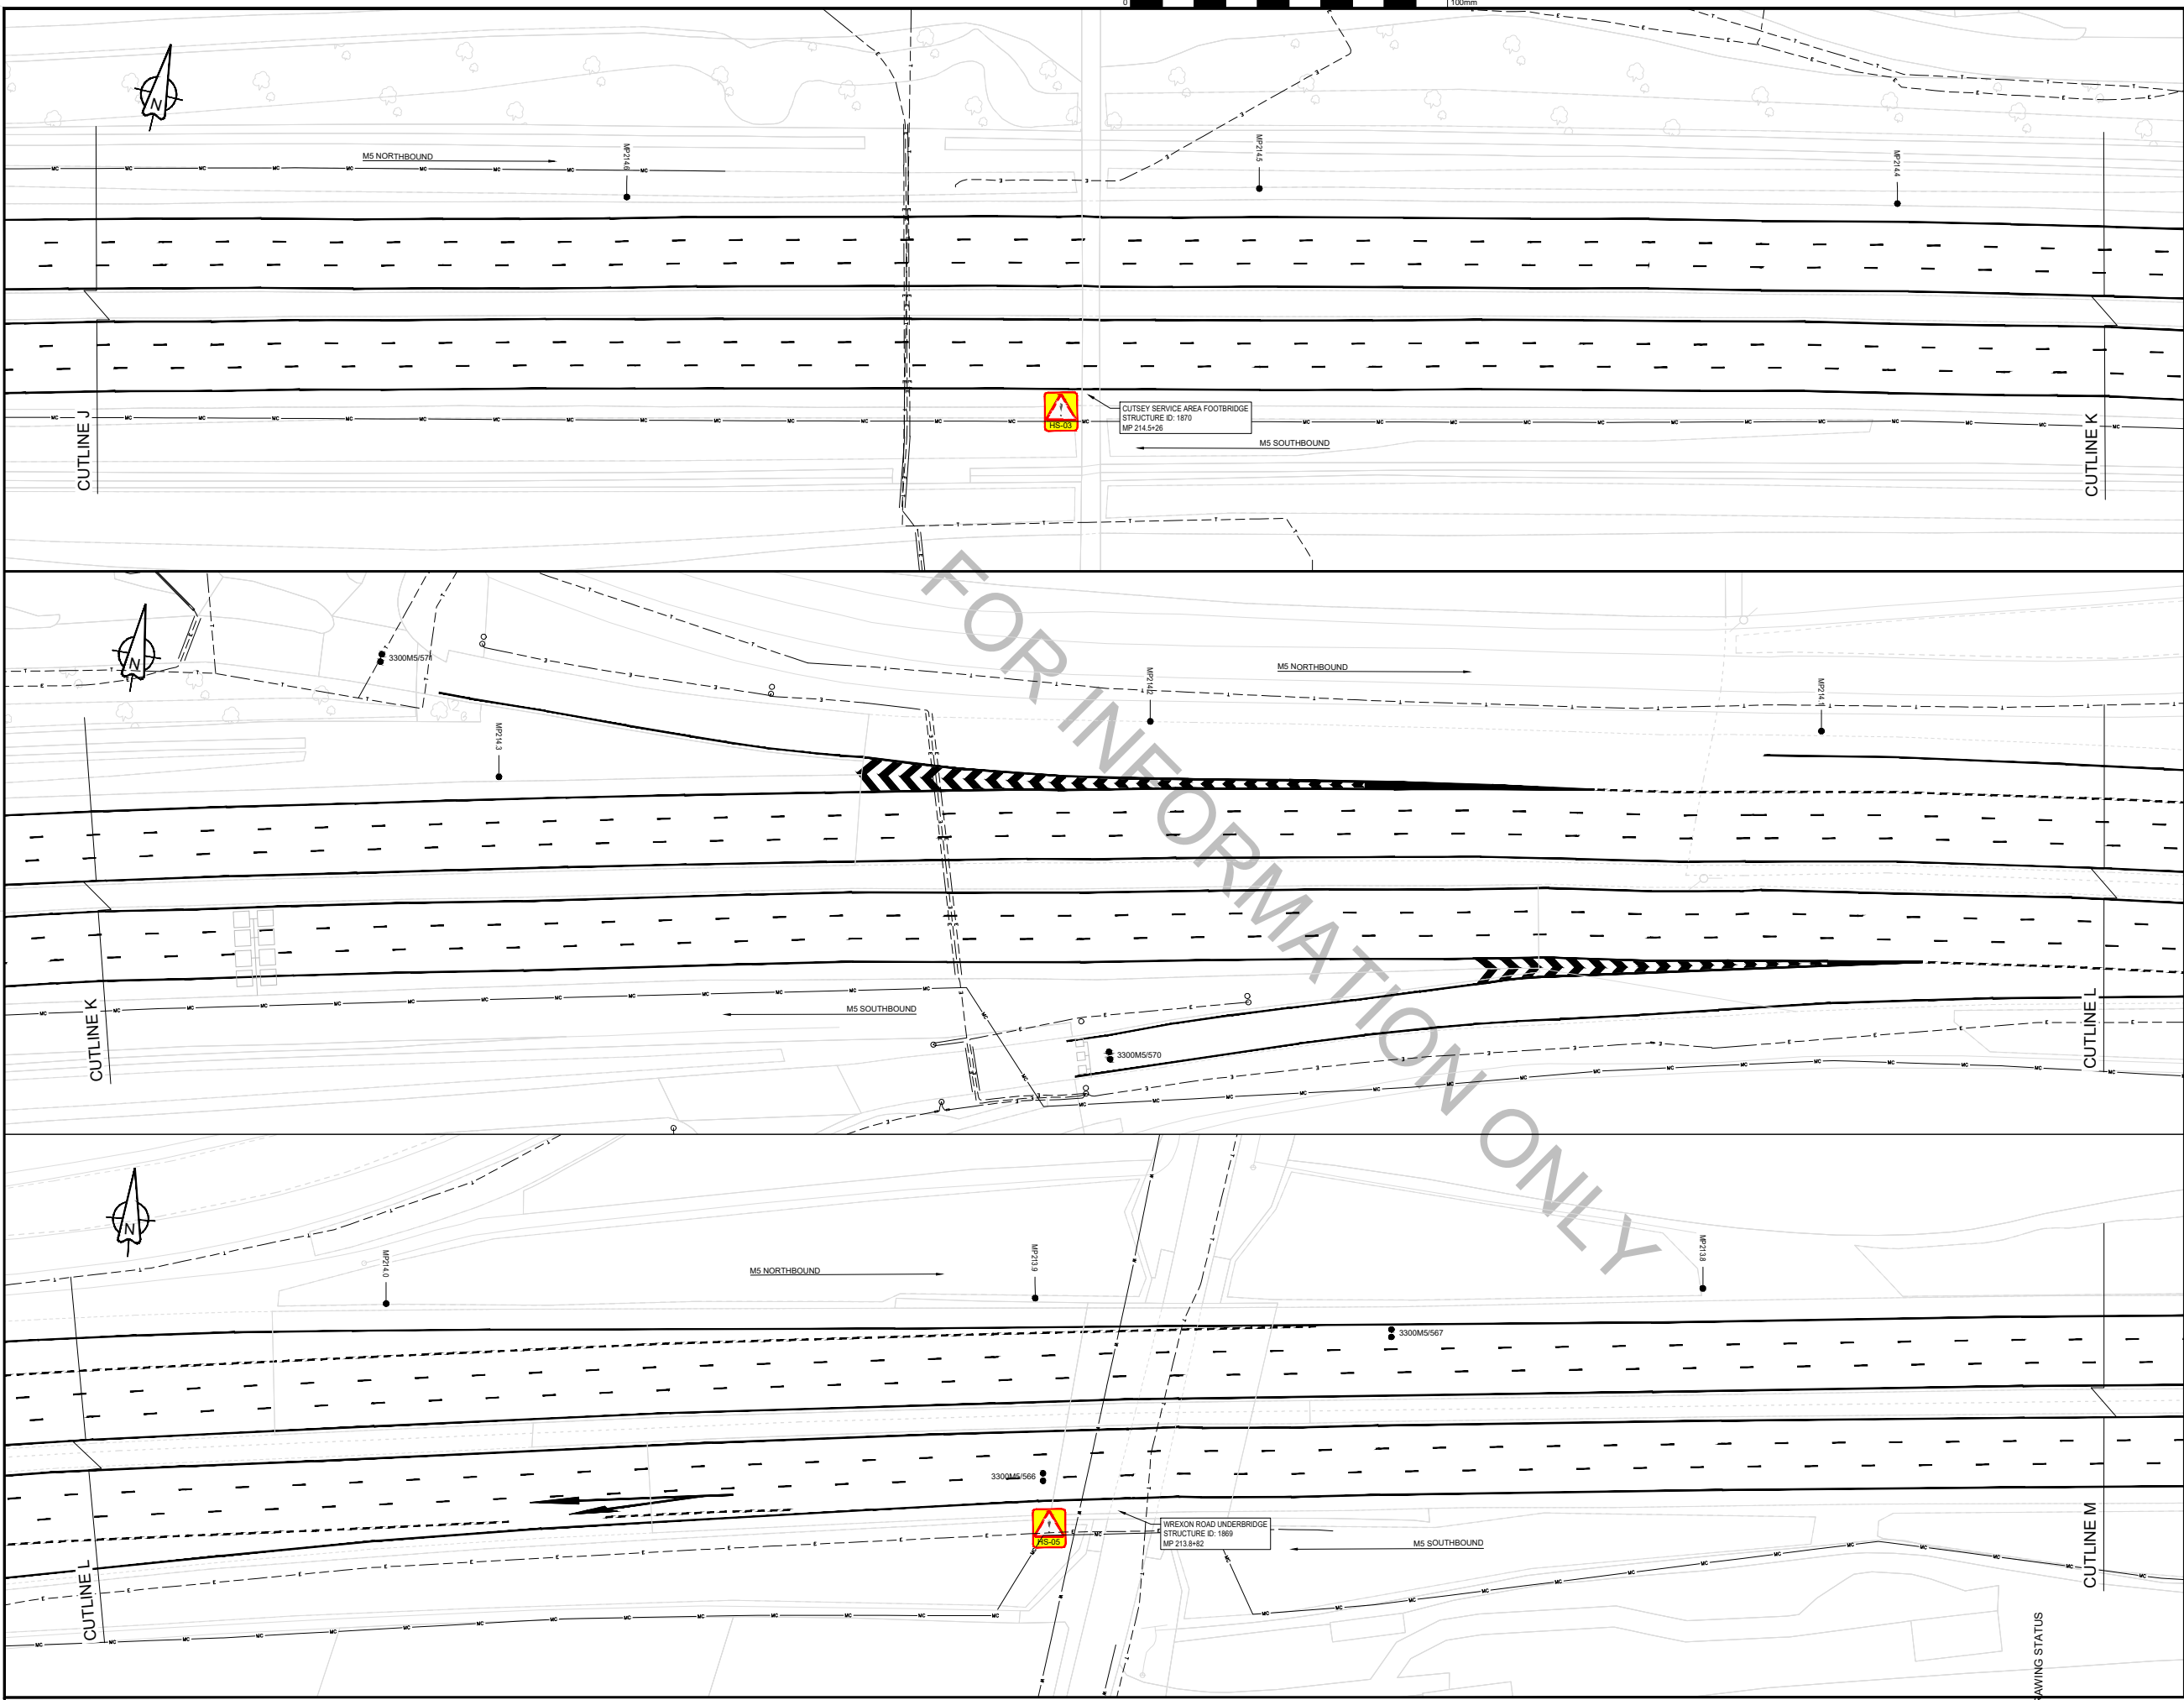 0
100mm
N
M5 NORTHBOUND
MP214.6
MP214.5
MP214.4
CUTLINE J
HS-03
CUTSEY SERVICE AREA FOOTBRIDGE
STRUCTURE ID: 1870
MP 214.5+26
M5 SOUTHBOUND
CUTLINE K
FOR INFORMATION ONLY
N
3300M5/571
MP214.3
MP214.2
M5 NORTHBOUND
MP214.1
CUTLINE K
M5 SOUTHBOUND
3300M5/570
CUTLINE L
N
MP214.0
M5 NORTHBOUND
MP213.9
MP213.8
3300M5/567
3300M5/566
CUTLINE L
HS-05
WREXON ROAD UNDERBRIDGE
STRUCTURE ID: 1869
MP 213.8+82
M5 SOUTHBOUND
CUTLINE M
AWING STATUS